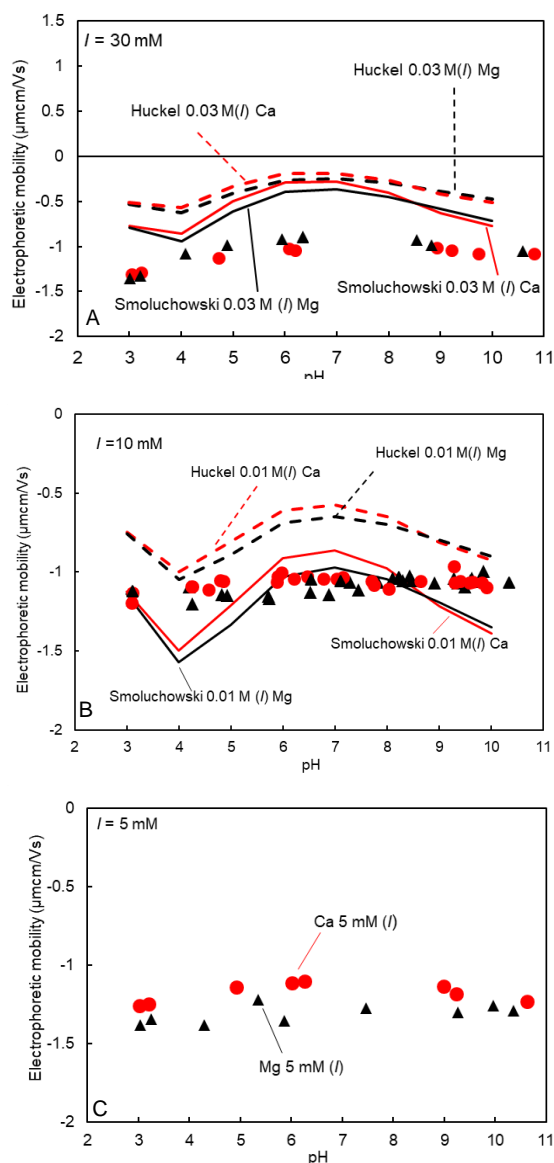 1.5
I = 30 mM
1
Huckel 0.03 M(I) Mg
Huckel 0.03 M(I) Ca
0.5
0
-0.5
-1
-1.5
-2
Smoluchowski 0.03 M (I) Mg
Smoluchowski 0.03 M (I) Ca
A
2 3 4 5 6 7 8 9 10 11
pH
Electrophoretic mobility (µmcm/Vs)
0
I =10 mM
Huckel 0.01 M(I) Mg
Huckel 0.01 M(I) Ca
-0.5
-1
-1.5
-2
Smoluchowski 0.01 M(I) Ca
Smoluchowski 0.01 M (I) Mg
B
2 3 4 5 6 7 8 9 10 11
pH
Electrophoretic mobility (µmcm/Vs)
0
I = 5 mM
-0.5
Ca 5 mM (I)
-1
-1.5
Mg 5 mM (I)
-2
C
2 3 4 5 6 7 8 9 10 11
pH
Electrophoretic mobility (µmcm/Vs)